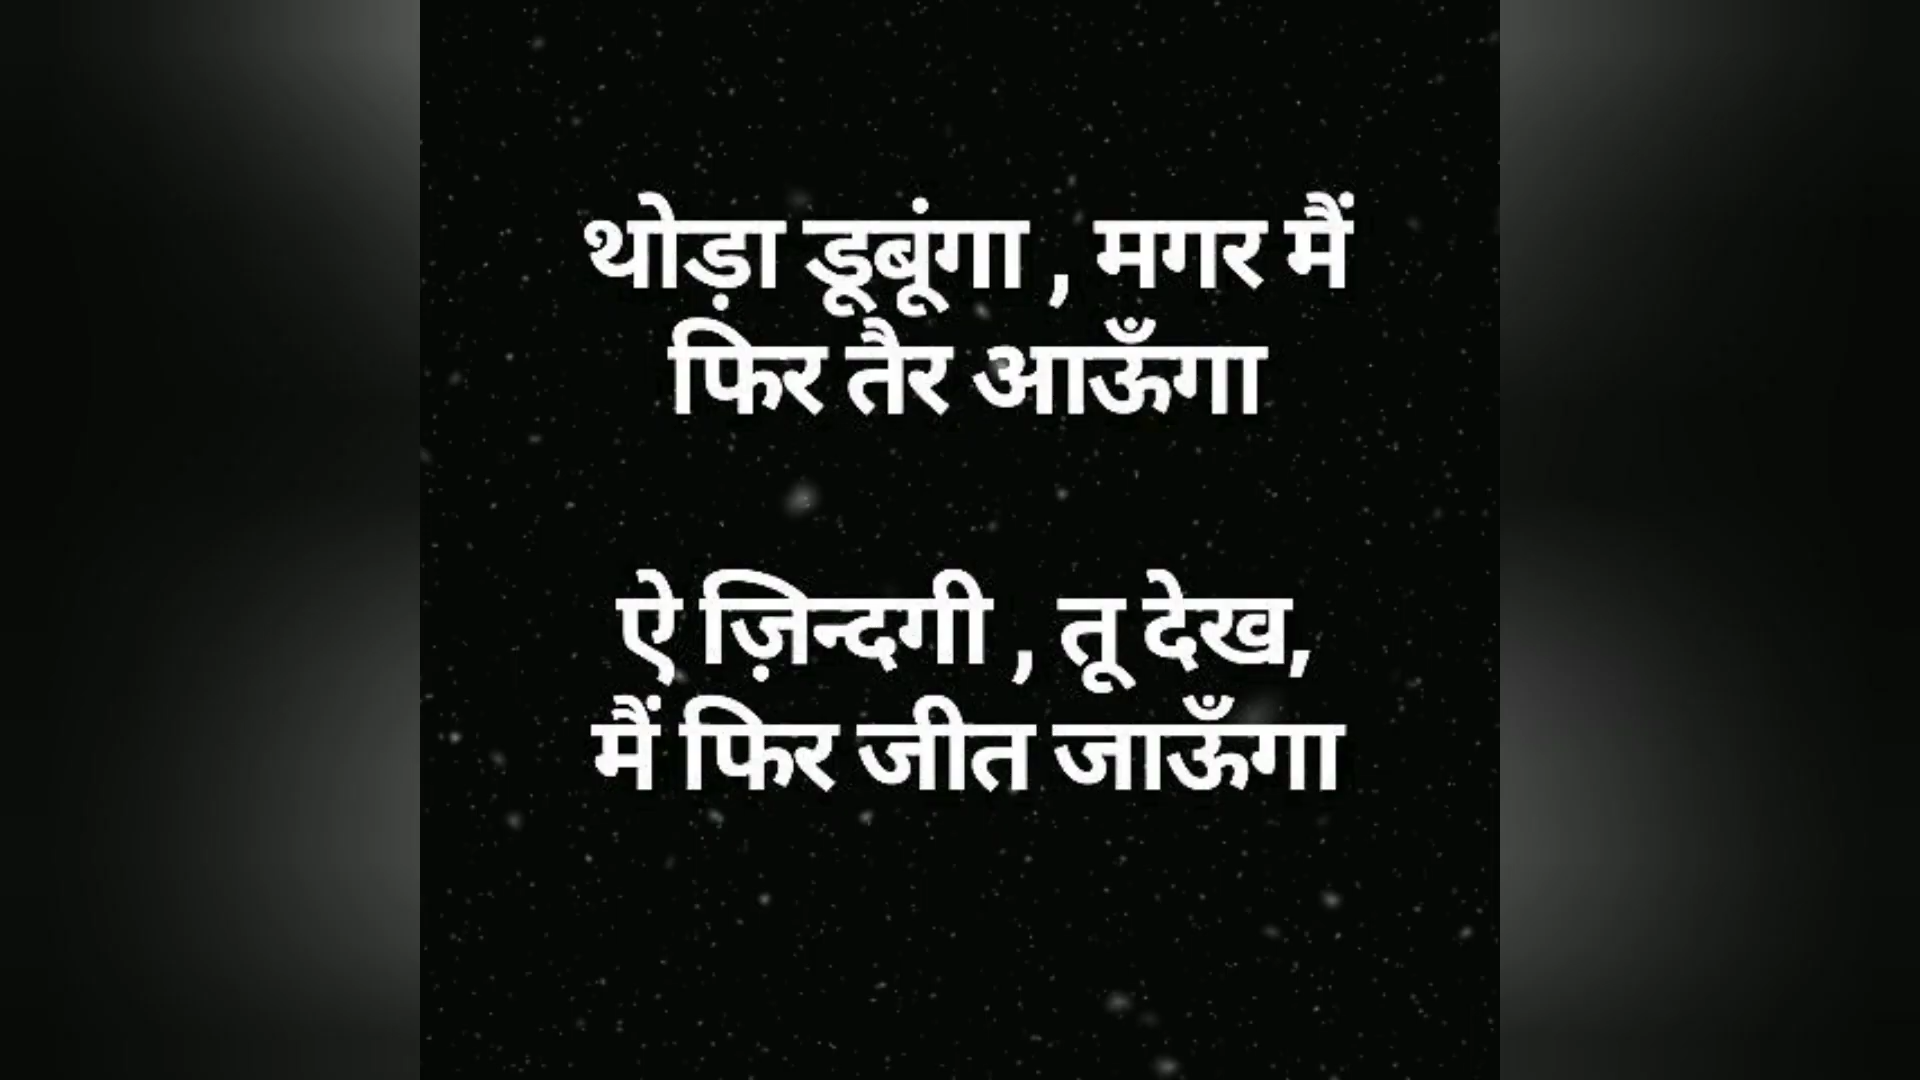 थोड़ा डूबूंगा , मगर मैं
फिर तैर आऊँगा
ऐ ज़िन्दगी , तू देख,
मैं फिर जीत जाऊँगा